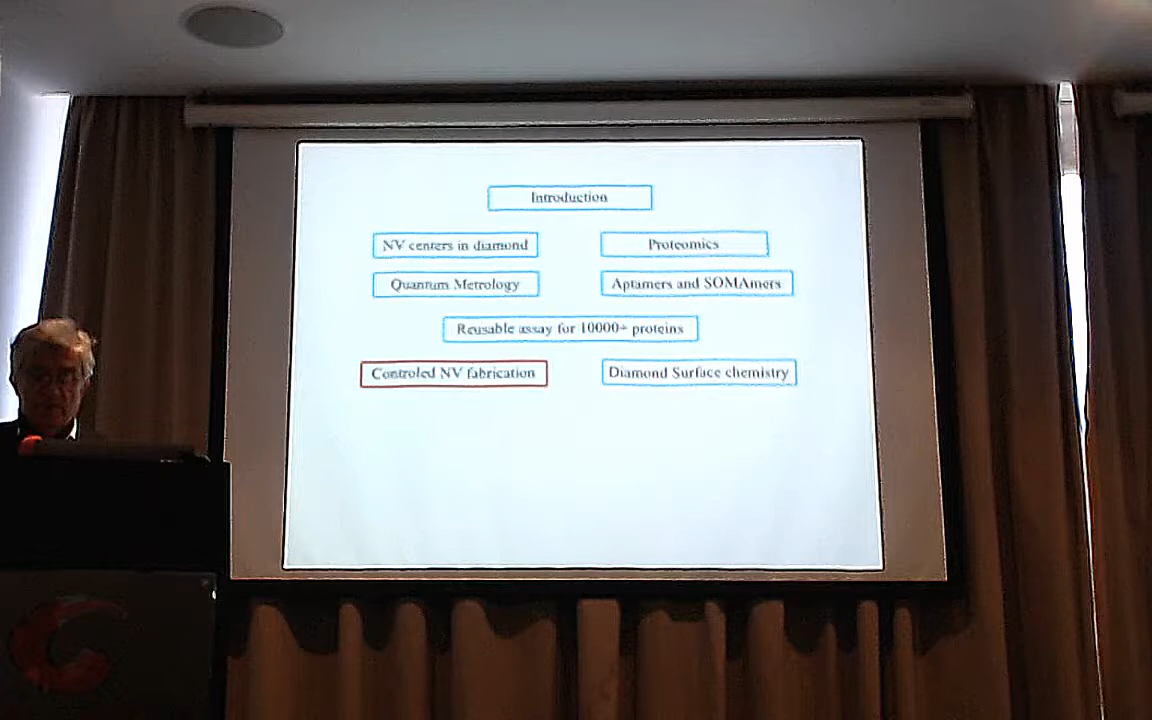 Introduction
NV centers in diamond
Proteomics
Quantum Metrology
Aptamers and SOMAmers
Reusable assay for 10000+ proteins
Controled NV fabrication
Diamond Surface chemistry